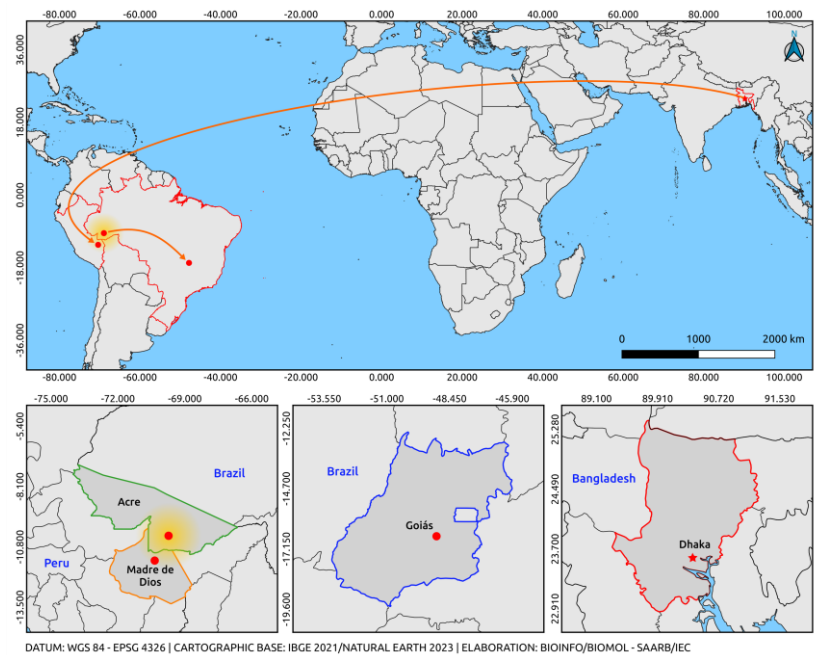 -80.000 -60.000 -40.000 -20.000 0.000 20.000 40.000 60.000 80.000 100.000
36.000
18.000
0.000
-18.000
-36.000
N
0 1000 2000 km
-80.000 -60.000 -40.000 -20.000 0.000 20.000 40.000 60.000 80.000 100.000
-75.000 -72.000 -69.000 -66.000
-5.400
-8.100
-10.800
-13.500
Brazil
Acre
Peru
Madre de
Dios
-53.550 -51.000 -48.450 -45.900
-12.250
-14.700
-17.150
-19.600
Brazil
Goiás
89.100 89.910 90.720 91.530
25.280
24.490
23.700
22.910
Bangladesh
Dhaka
DATUM: WGS 84 - EPSG 4326 | CARTOGRAPHIC BASE: IBGE 2021/NATURAL EARTH 2023 | ELABORATION: BIOINFO/BIOMOL - SAARB/IEC